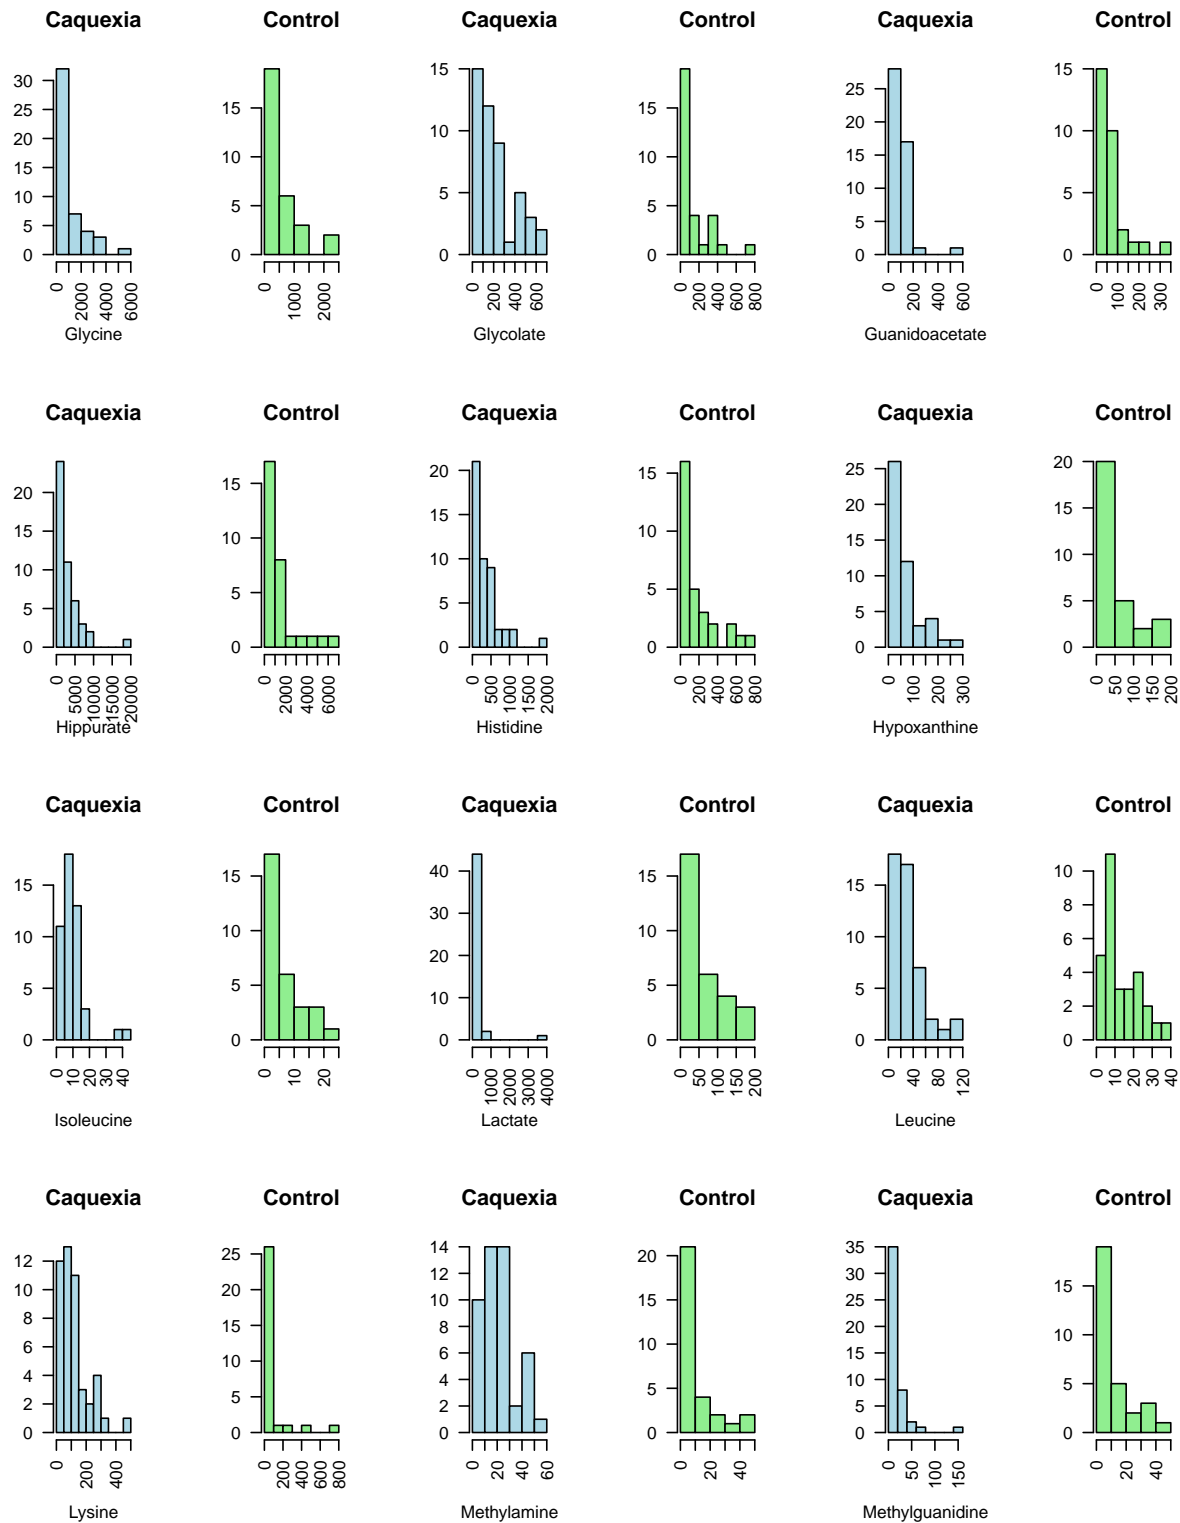 Caquexia Control Caquexia Control Caquexia Control
30 25 20 15 10 5 0 15 10 5 0 15 10 5 0 15 10 5 0 25 20 15 10 5 0 15 10 5 0
0 2000 4000 6000 0 1000 2000 0 200 400 600 0 200 400 600 800 0 200 400 600 0 100 200 300
Glycine Glycolate Guanidoacetate
Caquexia Control Caquexia Control Caquexia Control
20 15 10 5 0 15 10 5 0 20 15 10 5 0 15 10 5 0 25 20 15 10 5 0 20 15 10 5 0
0 5000 10000 15000 20000 0 2000 4000 6000 0 500 1000 1500 2000 0 200 400 600 800 0 100 200 300 0 50 100 150 200
Hippurate Histidine Hypoxanthine
Caquexia Control Caquexia Control Caquexia Control
15 10 5 0 15 10 5 0 40 30 20 10 0 15 10 5 0 15 10 5 0 10 8 6 4 2 0
0 10 20 30 40 0 10 20 0 1000 2000 3000 4000 0 50 100 150 200 0 40 80 120 0 10 20 30 40
Isoleucine Lactate Leucine
Caquexia Control Caquexia Control Caquexia Control
12 10 8 6 4 2 0 25 20 15 10 5 0 14 12 10 8 6 4 2 0 20 15 10 5 0 35 30 25 20 15 10 5 0 15 10 5 0
0 200 400 0 200 400 600 800 0 20 40 60 0 20 40 0 50 100 150 0 20 40
Lysine Methylamine Methylguanidine